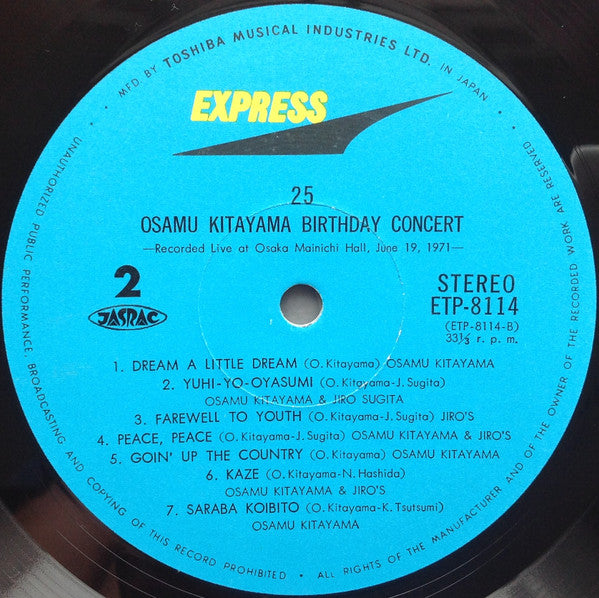 • MFD. BY TOSHIBA MUSICAL INDUSTRIES LTD. IN JAPAN •
EXPRESS
25
OSAMU KITAYAMA BIRTHDAY CONCERT
—Recorded Live at Osaka Mainichi Hall, June 19, 1971—
2
JASRAC
STEREO
ETP-8114
(ETP-8114-B)
33⅓ r. p. m.
1. DREAM A LITTLE DREAM (O. Kitayama) OSAMU KITAYAMA
2. YUHI-YO-OYASUMI (O. Kitayama-J. Sugita)
OSAMU KITAYAMA & JIRO SUGITA
3. FAREWELL TO YOUTH (O. Kitayama-J. Sugita) JIRO'S
4. PEACE, PEACE (O. Kitayama-J. Sugita) OSAMU KITAYAMA & JIRO'S
5. GOIN' UP THE COUNTRY (O. Kitayama) OSAMU KITAYAMA
6. KAZE (O. Kitayama-N. Hashida)
OSAMU KITAYAMA & JIRO'S
7. SARABA KOIBITO (O. Kitayama-K. Tsutsumi)
OSAMU KITAYAMA
UNAUTHORIZED PUBLIC PERFORMANCE, BROADCASTING AND COPYING OF THIS RECORD PROHIBITED • ALL RIGHTS OF THE MANUFACTURER AND OF THE OWNER OF THE RECORDED WORK ARE RESERVED